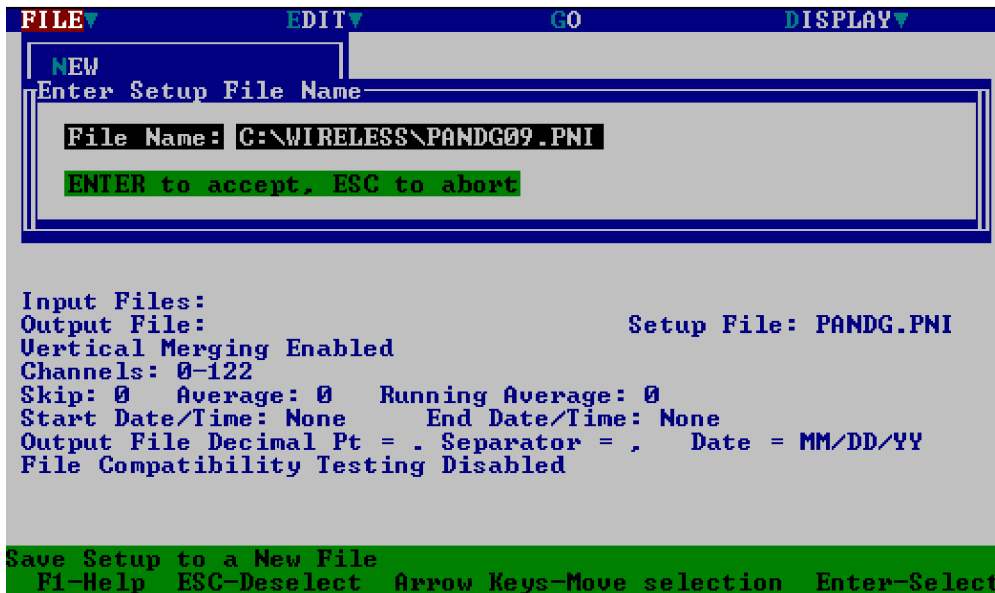 FILE▼ EDIT▼ GO DISPLAY▼
NEW
Enter Setup File Name
File Name: C:\WIRELESS\PANDG09.PNI
ENTER to accept, ESC to abort
Input Files:
Output File: Setup File: PANDG.PNI
Vertical Merging Enabled
Channels: 0-122
Skip: 0 Average: 0 Running Average: 0
Start Date/Time: None End Date/Time: None
Output File Decimal Pt = . Separator = , Date = MM/DD/YY
File Compatibility Testing Disabled
Save Setup to a New File
F1-Help ESC-Deselect Arrow Keys-Move selection Enter-Select